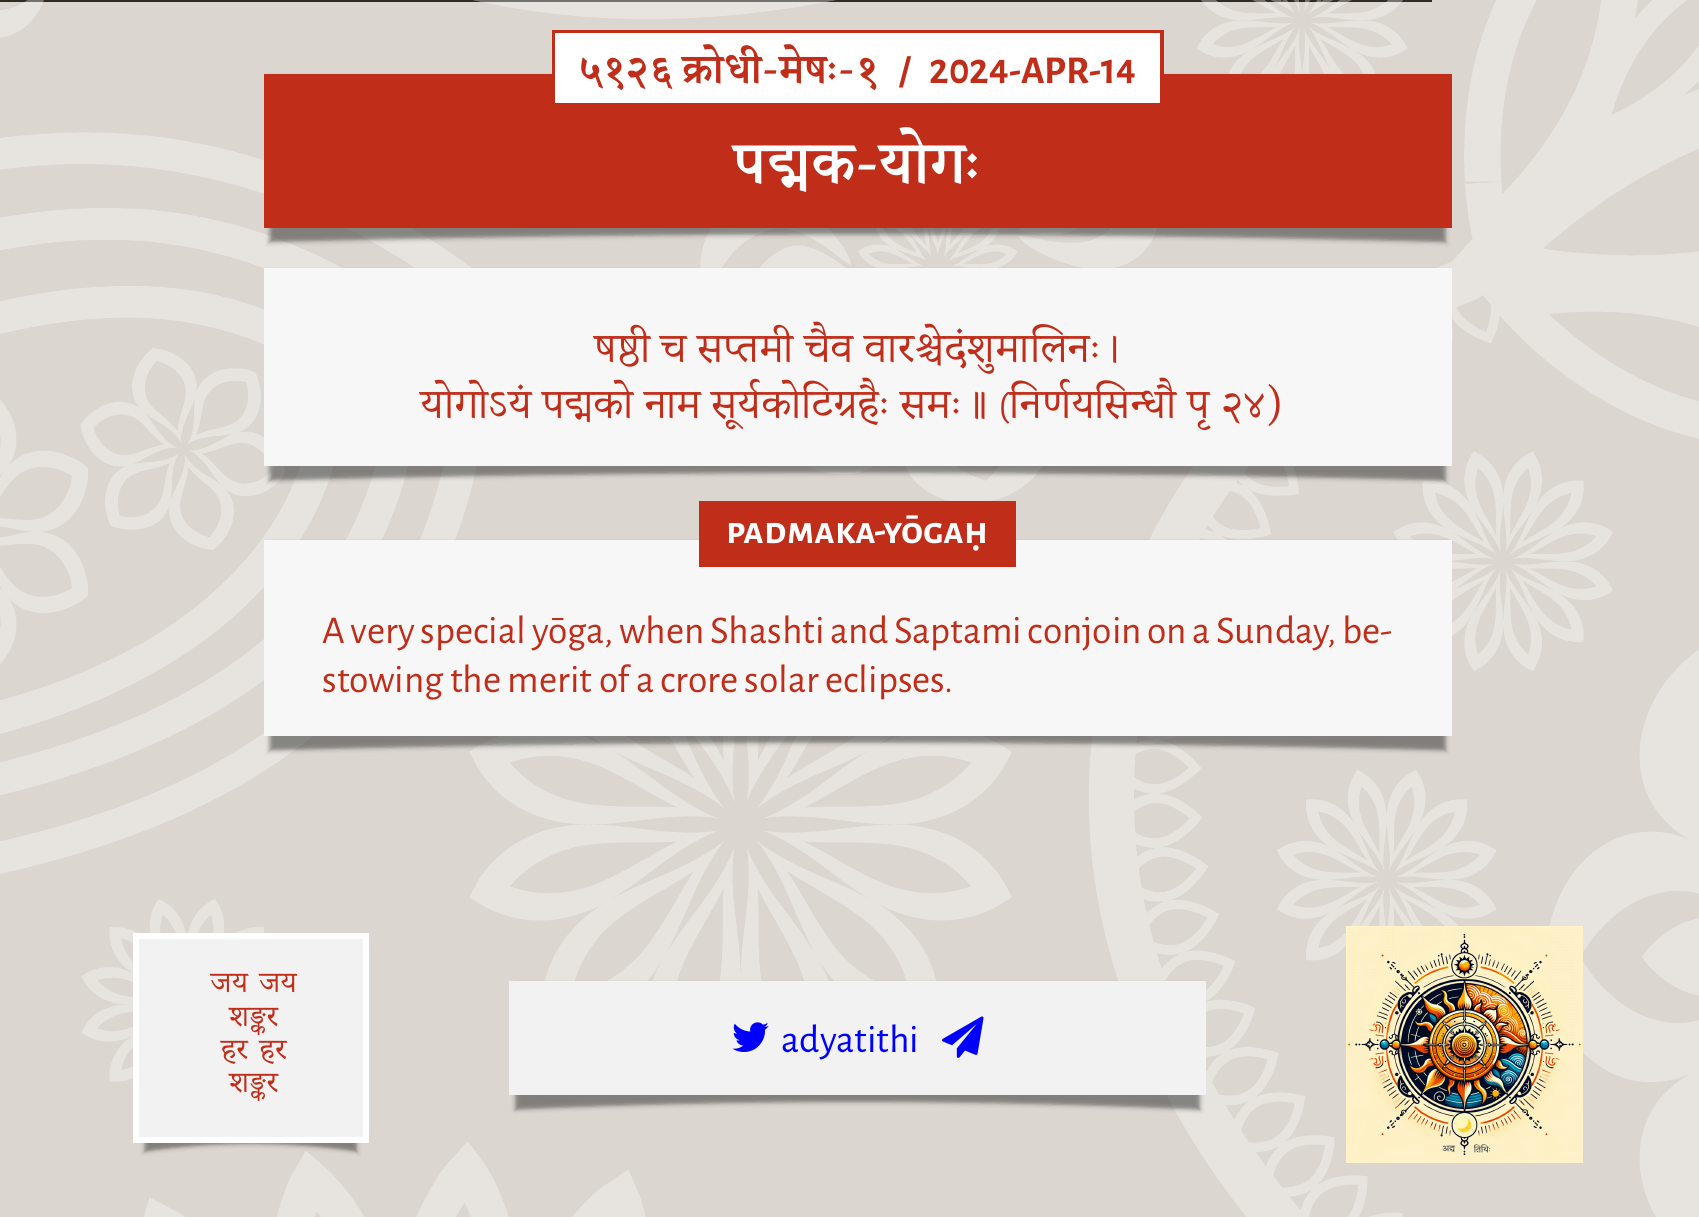 ५१२६ क्रोधी-मेषः-१ / 2024-APR-14
पद्मक-योगः
षष्ठी च सप्तमी चैव वारश्चेदंशुमालिनः।
योगोऽयं पद्मको नाम सूर्यकोटिग्रहैः समः॥ (निर्णयसिन्धौ पृ २४)
PADMAKA-YŌGAḤ
A very special yōga, when Shashti and Saptami conjoin on a Sunday, be-
stowing the merit of a crore solar eclipses.
जय जय
शङ्कर
हर हर
शङ्कर
adyatithi
अद्य तिथिः